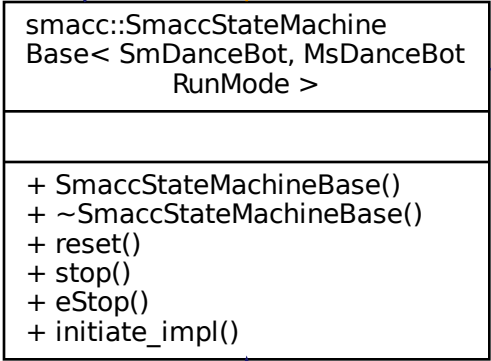 smacc::SmaccStateMachine
Base< SmDanceBot, MsDanceBot
RunMode >
+ SmaccStateMachineBase()
+ ~SmaccStateMachineBase()
+ reset()
+ stop()
+ eStop()
+ initiate_impl()